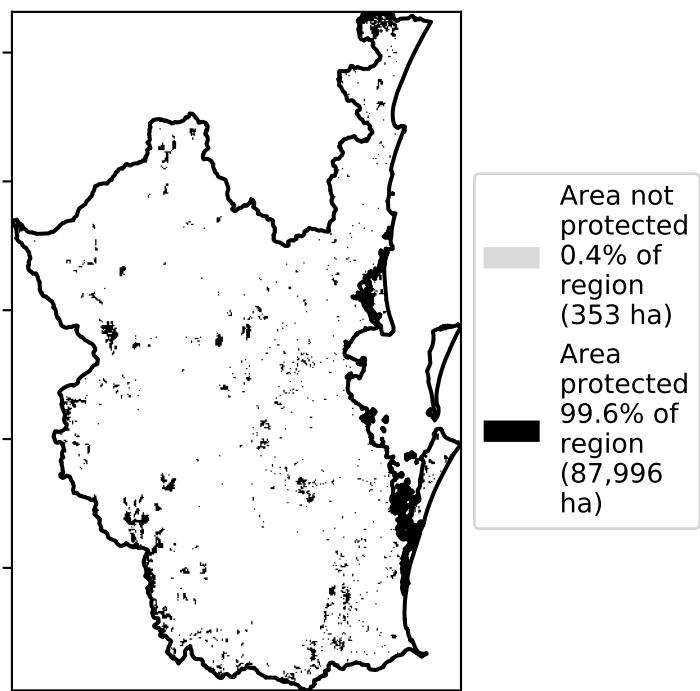 Area not
protected
0.4% of
region
(353 ha)
Area
protected
99.6% of
region
(87,996
ha)